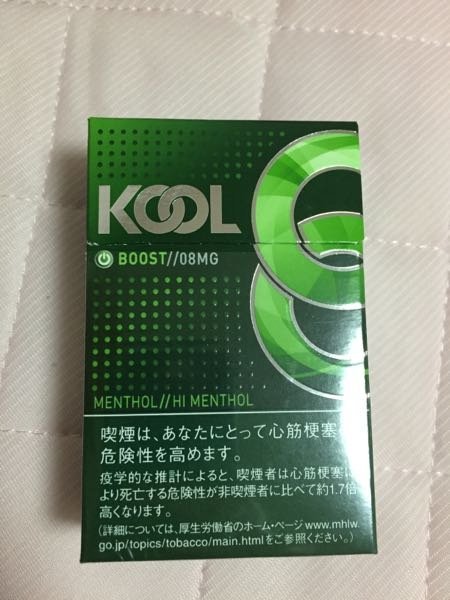 KOOL
BOOST//08MG
MENTHOL//HI MENTHOL
喫煙は、あなたにとって心筋梗塞の
危険性を高めます。
疫学的な推計によると、喫煙者は心筋梗塞に
より死亡する危険性が非喫煙者に比べて約1.7倍
高くなります。
(詳細については、厚生労働省のホーム・ページ www.mhlw.
go.jp/topics/tobacco/main.htmlをご参照ください。)